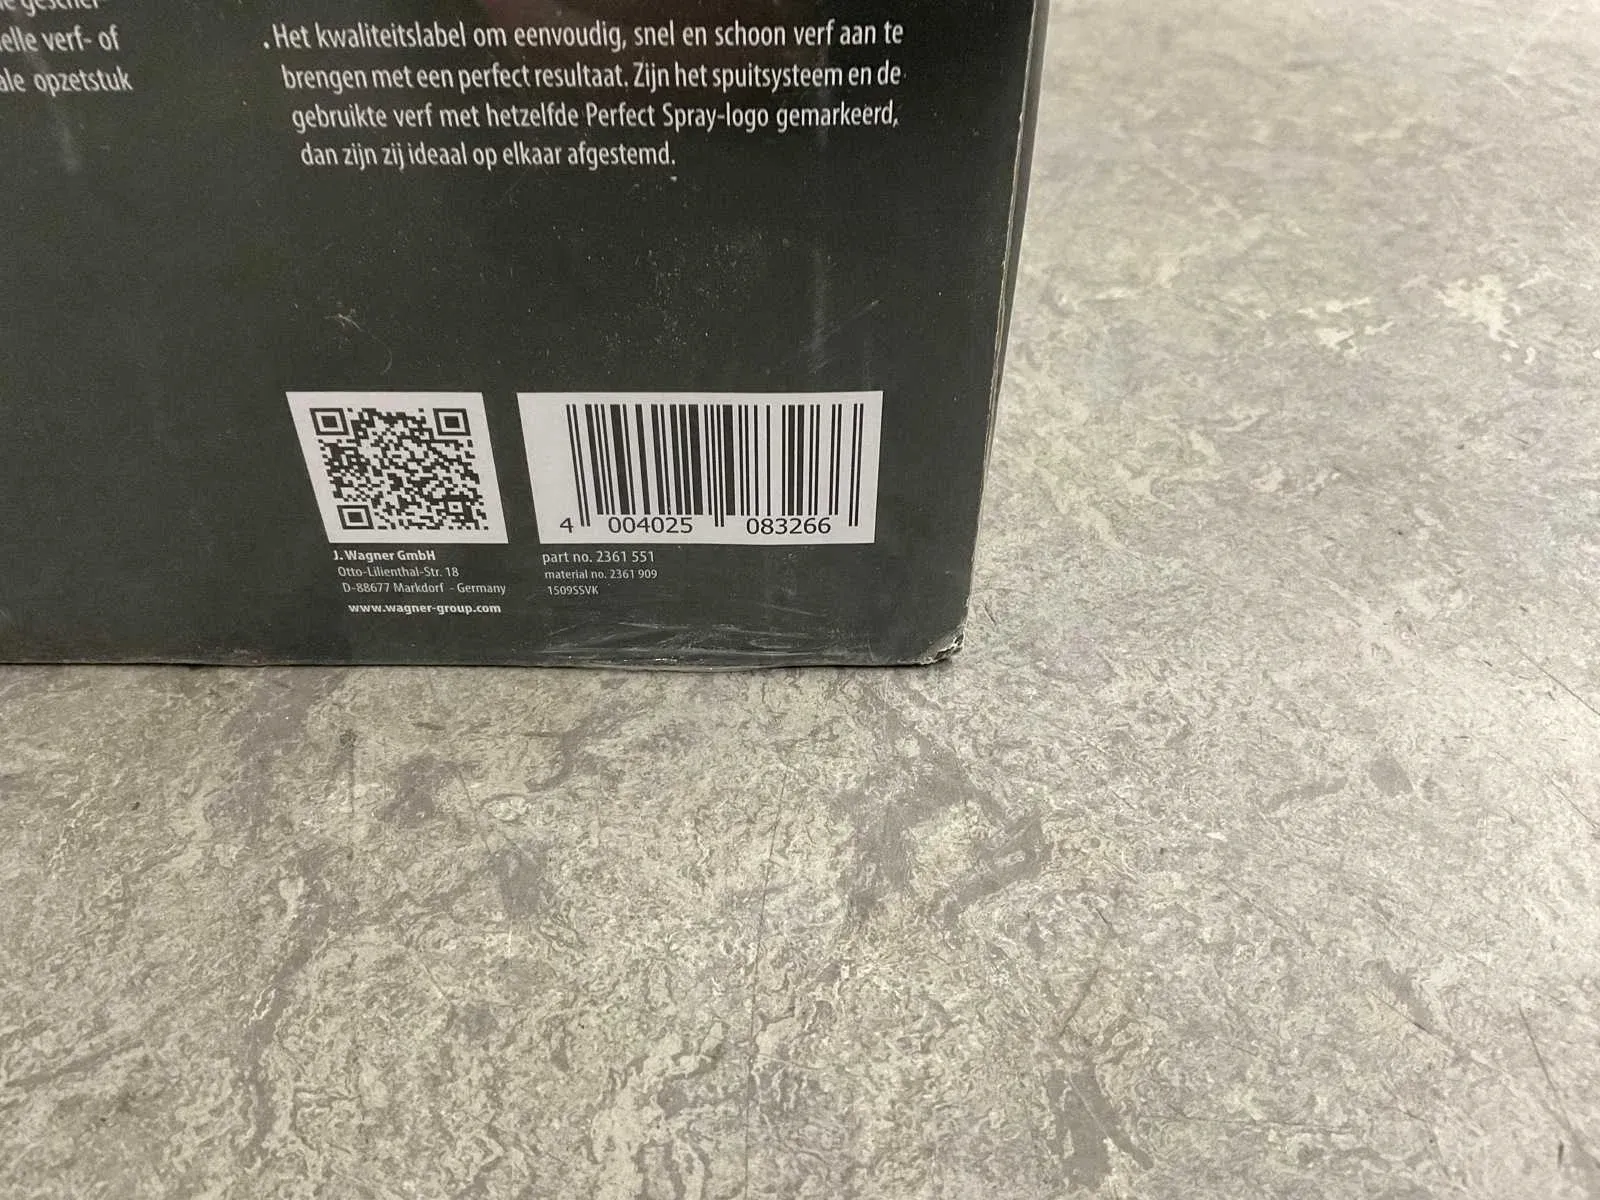 elle verf- of
ale opzetstuk
. Het kwaliteitslabel om eenvoudig, snel en schoon verf aan te
brengen met een perfect resultaat. Zijn het spuitsysteem en de
gebruikte verf met hetzelfde Perfect Spray-logo gemarkeerd,
dan zijn zij ideaal op elkaar afgestemd.
4 004025 083266
J. Wagner GmbH
Otto-Lilienthal-Str. 18
D-88677 Markdorf - Germany
www.wagner-group.com
part no. 2361 551
material no. 2361 909
1509SSVK